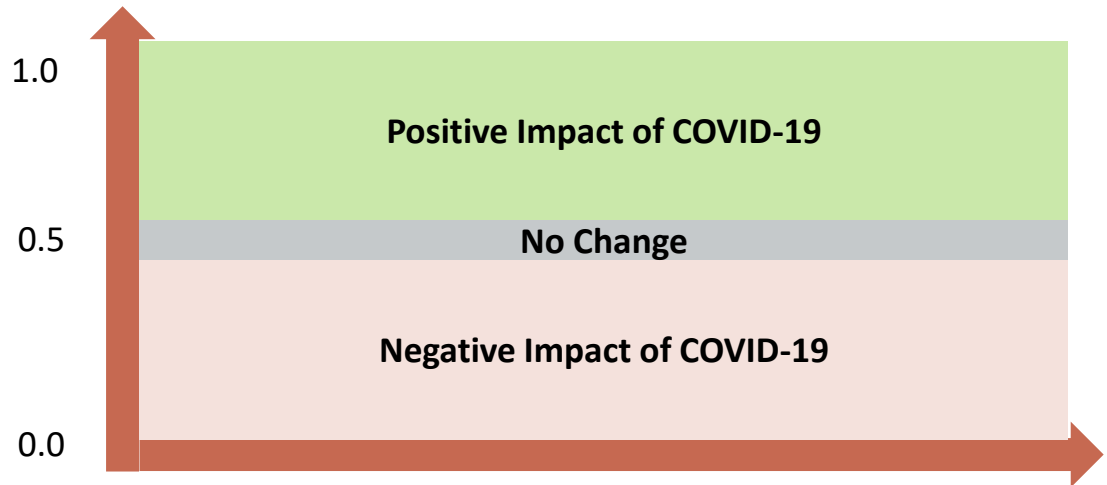 1.0
Positive Impact of COVID-19
0.5
No Change
Negative Impact of COVID-19
0.0